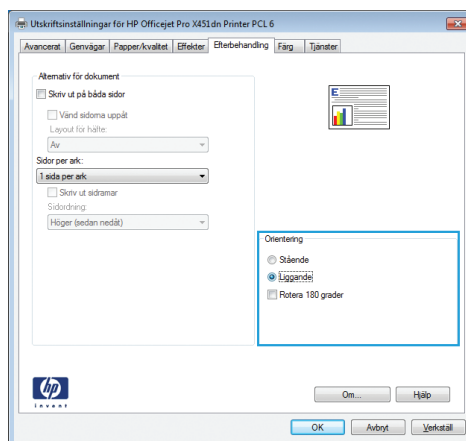 Utskriftsinställningar för HP Officejet Pro X451dn Printer PCL 6
Avancerat Genvägar Papper/kvalitet Effekter Efterbehandling Färg Tjänster
Alternativ för dokument
Skriv ut på båda sidor
Vänd sidorna uppåt
Layout för häfte:
Av
Sidor per ark:
1 sida per ark
Skriv ut sidramar
Sidordning:
Höger (sedan nedåt)
E
Orientering
Stående
Liggande
Rotera 180 grader
hp
invent
Om... Hjälp
OK Avbryt Verkställ